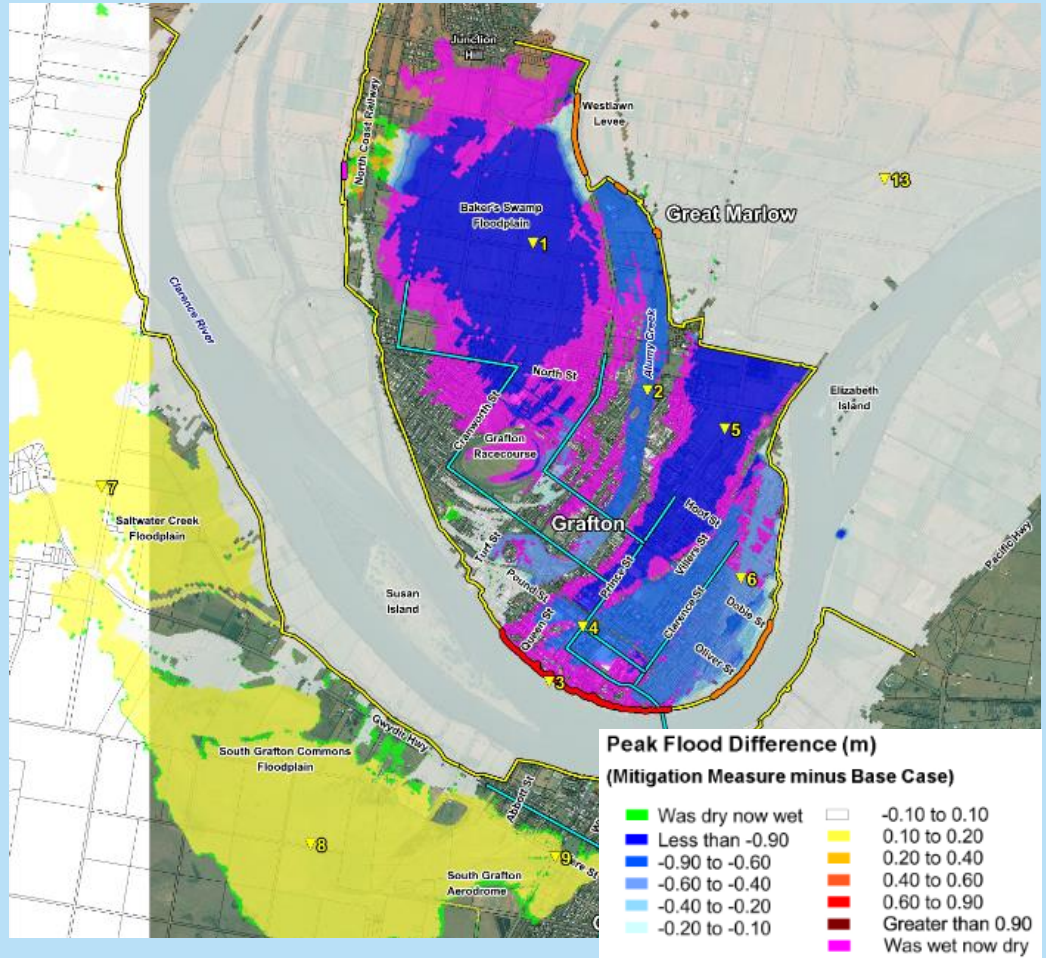 Junction
Hill
Westlawn
Levee
North Coast Railway
13
Great Marlow
Baker's Swamp
Floodplain
1
Clarence River
Alumy Creek
North St
2
Elizabeth
Island
Cranworth St
5
Grafton
Racecourse
7
Saltwater Creek
Floodplain
Hoof St
Grafton
Turf St
Villiers St
Pacific Hwy
Prince St
Pound St
6
Susan
Island
Clarence St
Doble St
Queen St
4
Oliver St
3
Gwydir Hwy
South Grafton Commons
Floodplain
Abbott St
8
9
South Grafton
Aerodrome
Peak Flood Difference (m)
(Mitigation Measure minus Base Case)
Was dry now wet
Less than -0.90
-0.90 to -0.60
-0.60 to -0.40
-0.40 to -0.20
-0.20 to -0.10
-0.10 to 0.10
0.10 to 0.20
0.20 to 0.40
0.40 to 0.60
0.60 to 0.90
Greater than 0.90
Was wet now dry